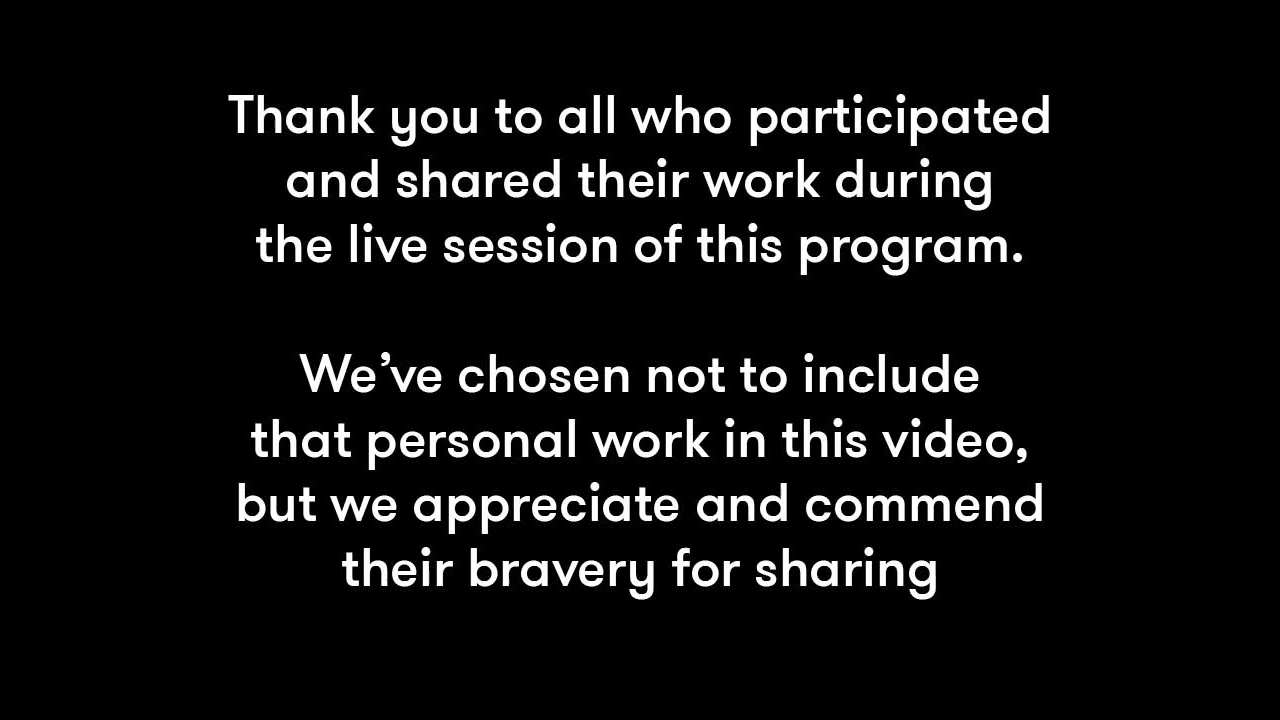 Thank you to all who participated
and shared their work during
the live session of this program.
We’ve chosen not to include
that personal work in this video,
but we appreciate and commend
their bravery for sharing